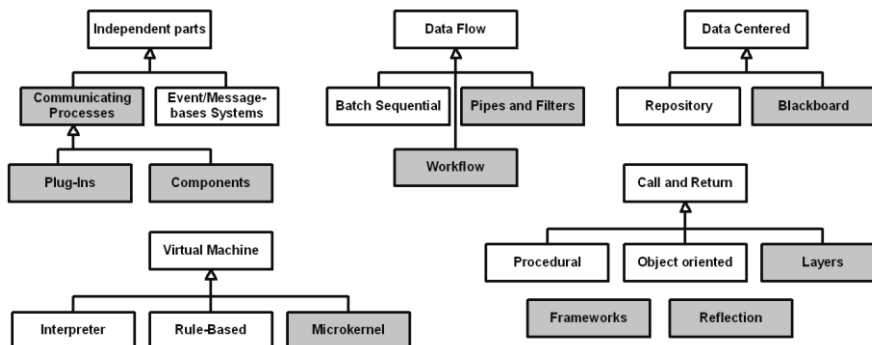 Independent parts
Data Flow
Data Centered
Communicating
Processes
Event/Message-
bases Systems
Batch Sequential
Pipes and Filters
Repository
Blackboard
Plug-Ins
Components
Workflow
Call and Return
Virtual Machine
Procedural
Object oriented
Layers
Interpreter
Rule-Based
Microkernel
Frameworks
Reflection